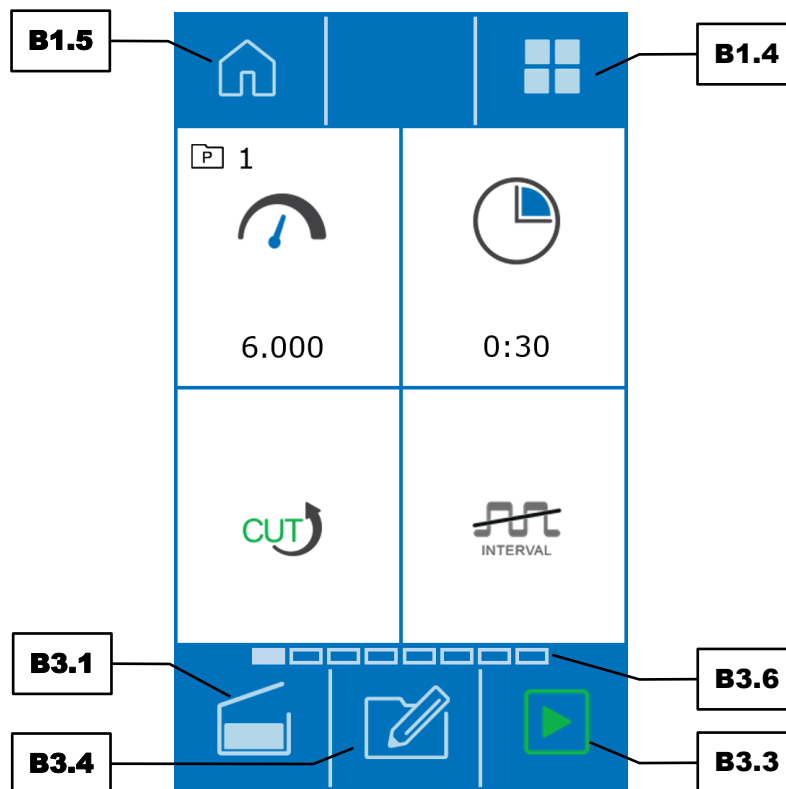 B1.5
B1.4
P 1
6.000
0:30
CUT
INTERVAL
B3.1
B3.6
B3.4
B3.3